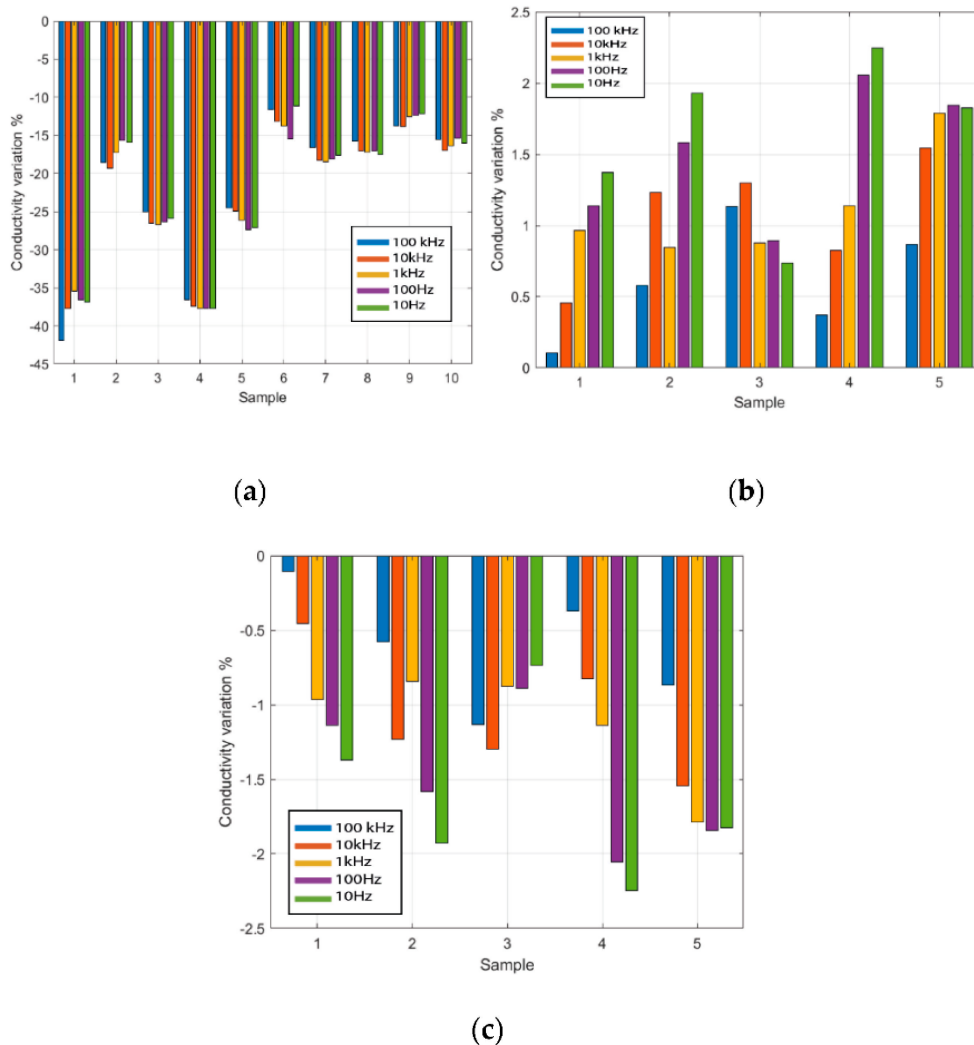 0
-5
-10
-15
-20
-25
-30
-35
-40
-45
Conductivity variation %
100 kHz
10kHz
1kHz
100Hz
10Hz
1 2 3 4 5 6 7 8 9 10
Sample
(a)
2.5
2
1.5
1
0.5
0
Conductivity variation %
100 kHz
10kHz
1kHz
100Hz
10Hz
1 2 3 4 5
Sample
(b)
0
-0.5
-1
-1.5
-2
-2.5
Conductivity variation %
100 kHz
10kHz
1kHz
100Hz
10Hz
1 2 3 4 5
Sample
(c)